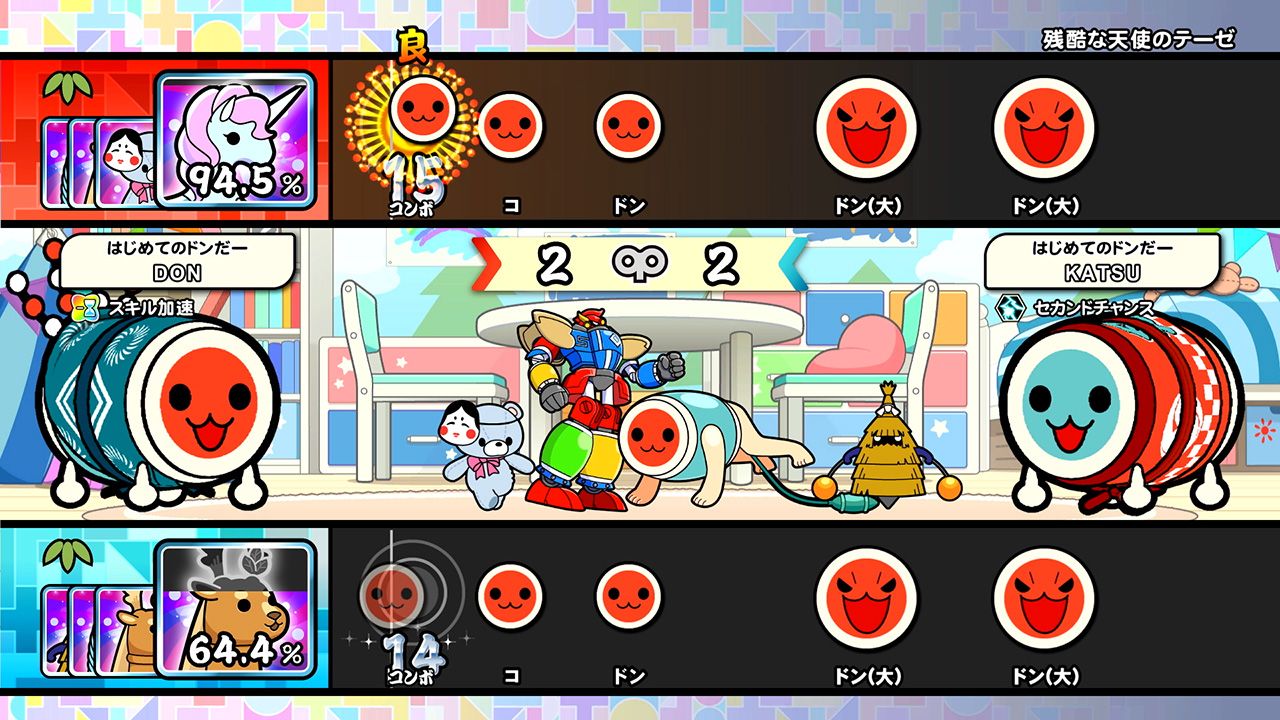 残酷な天使のテーゼ
良
94.5%
15
コンボ
コ
ドン
ドン(大)
ドン(大)
はじめてのドンだー
DON
スキル加速
2
2
はじめてのドンだー
KATSU
セカンドチャンス
64.4%
14
コンボ
コ
ドン
ドン(大)
ドン(大)